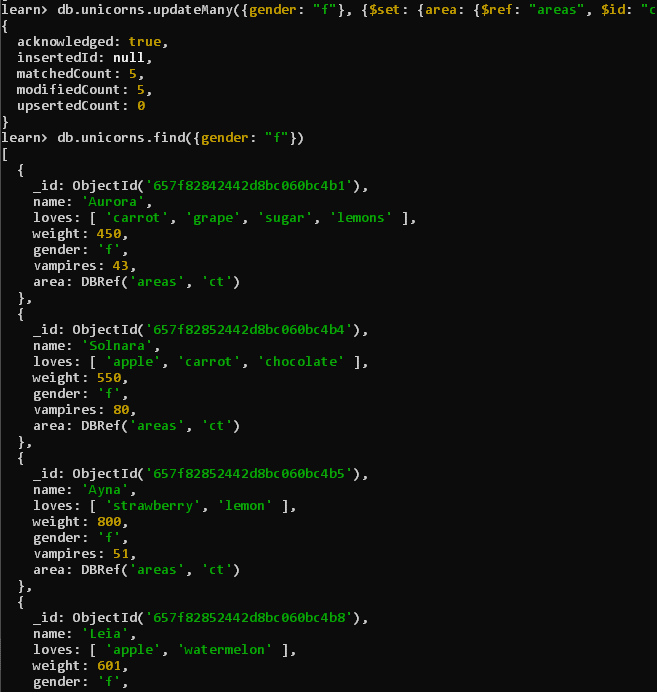 learn> db.unicorns.updateMany({gender: "f"}, {$set: {area: {$ref: "areas", $id: "c
{
  acknowledged: true,
  insertedId: null,
  matchedCount: 5,
  modifiedCount: 5,
  upsertedCount: 0
}
learn> db.unicorns.find({gender: "f"})
[
  {
    _id: ObjectId('657f82842442d8bc060bc4b1'),
    name: 'Aurora',
    loves: [ 'carrot', 'grape', 'sugar', 'lemons' ],
    weight: 450,
    gender: 'f',
    vampires: 43,
    area: DBRef('areas', 'ct')
  },
  {
    _id: ObjectId('657f82852442d8bc060bc4b4'),
    name: 'Solnara',
    loves: [ 'apple', 'carrot', 'chocolate' ],
    weight: 550,
    gender: 'f',
    vampires: 80,
    area: DBRef('areas', 'ct')
  },
  {
    _id: ObjectId('657f82852442d8bc060bc4b5'),
    name: 'Ayna',
    loves: [ 'strawberry', 'lemon' ],
    weight: 800,
    gender: 'f',
    vampires: 51,
    area: DBRef('areas', 'ct')
  },
  {
    _id: ObjectId('657f82852442d8bc060bc4b8'),
    name: 'Leia',
    loves: [ 'apple', 'watermelon' ],
    weight: 601,
    gender: 'f',